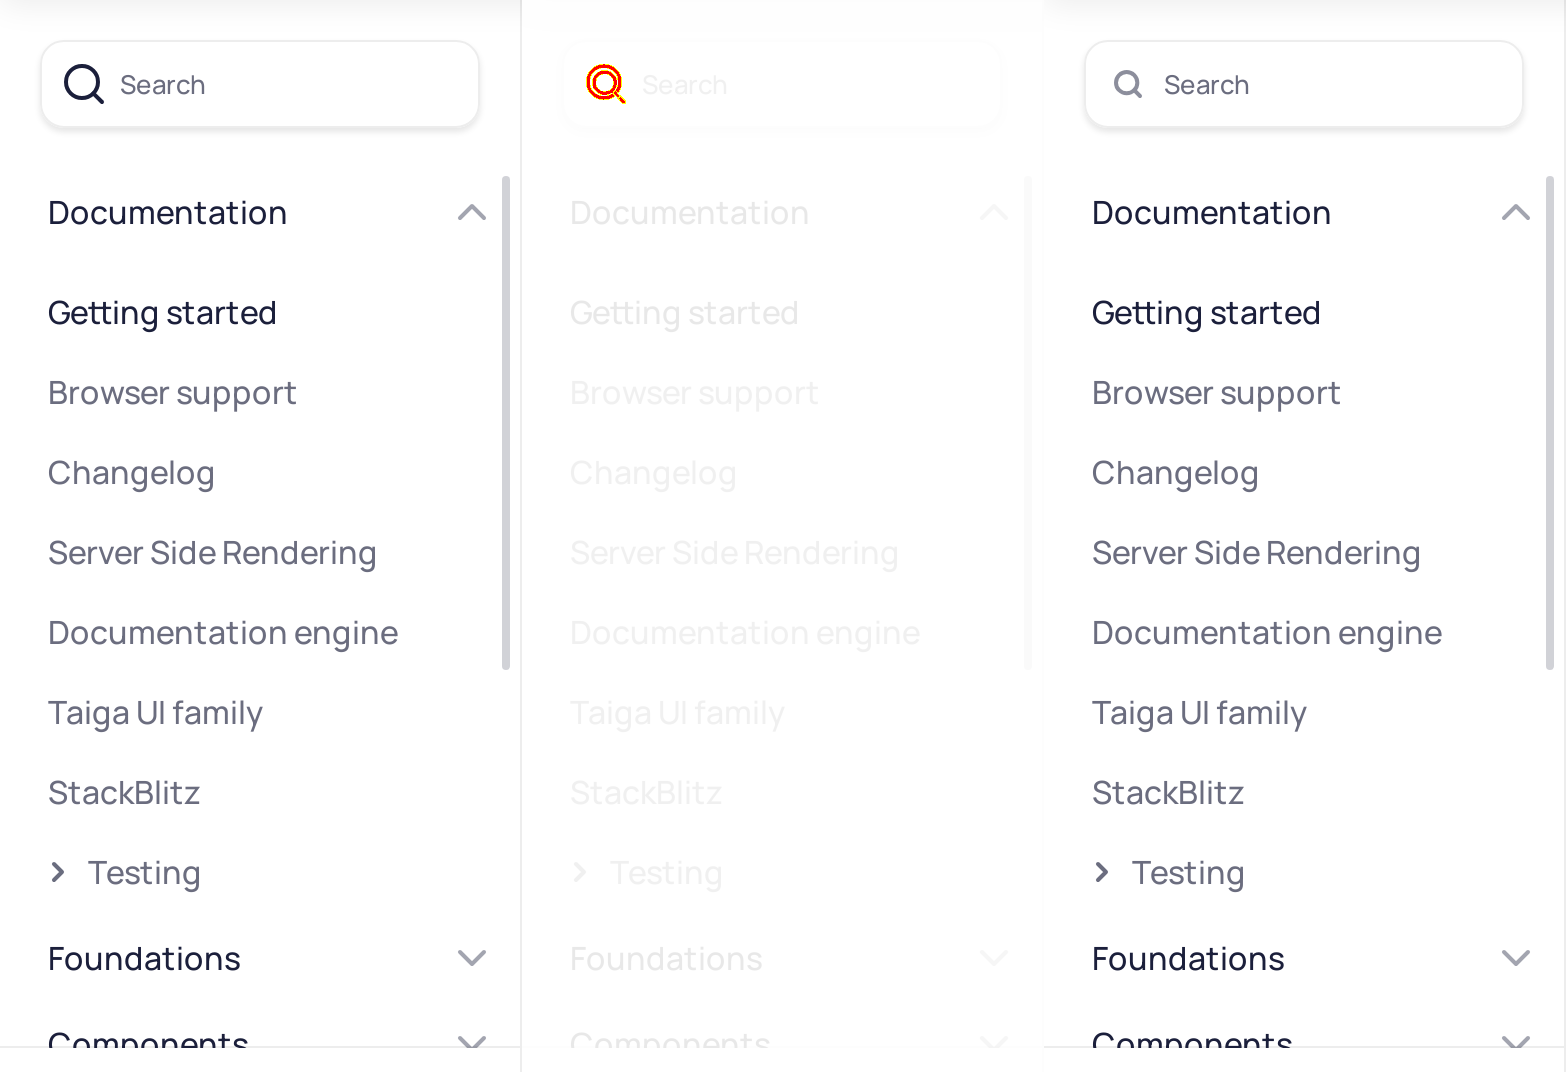 Search
Documentation
Getting started
Browser support
Changelog
Server Side Rendering
Documentation engine
Taiga UI family
StackBlitz
Testing
Foundations
Components
Search
Documentation
Getting started
Browser support
Changelog
Server Side Rendering
Documentation engine
Taiga UI family
StackBlitz
Testing
Foundations
Components
Search
Documentation
Getting started
Browser support
Changelog
Server Side Rendering
Documentation engine
Taiga UI family
StackBlitz
Testing
Foundations
Components